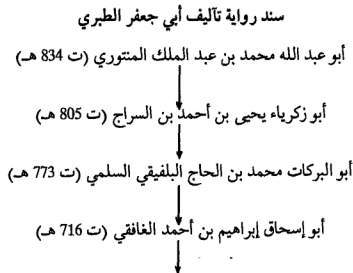 سند رواية تآليف أبي جعفر الطبري
أبو عبد الله محمد بن عبد الملك المنتوري (ت 834 هـ)
أبو زكرياء يحيى بن أحمد بن السراج (ت 805 هـ)
أبو البركات محمد بن الحاج البلفيقي السلمي (ت 773 هـ)
أبو إسحاق إبراهيم بن أحمد الغافقي (ت 716 هـ)